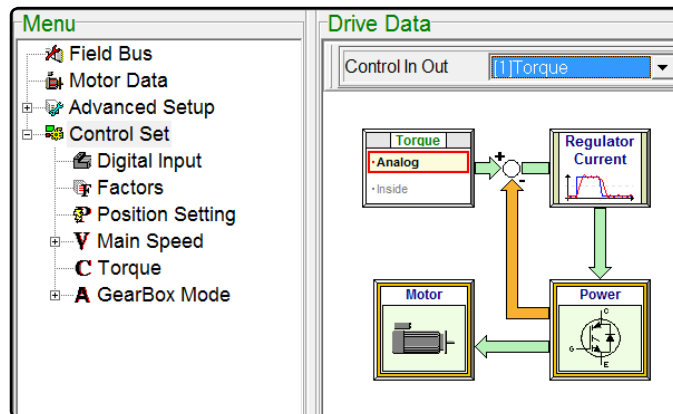 Menu
Field Bus
Motor Data
Advanced Setup
Control Set
Digital Input
Factors
Position Setting
Main Speed
Torque
GearBox Mode
Drive Data
Control In Out
[1]Torque
Torque
Analog
Inside
+
-
Regulator
Current
Motor
Power
C
G
E